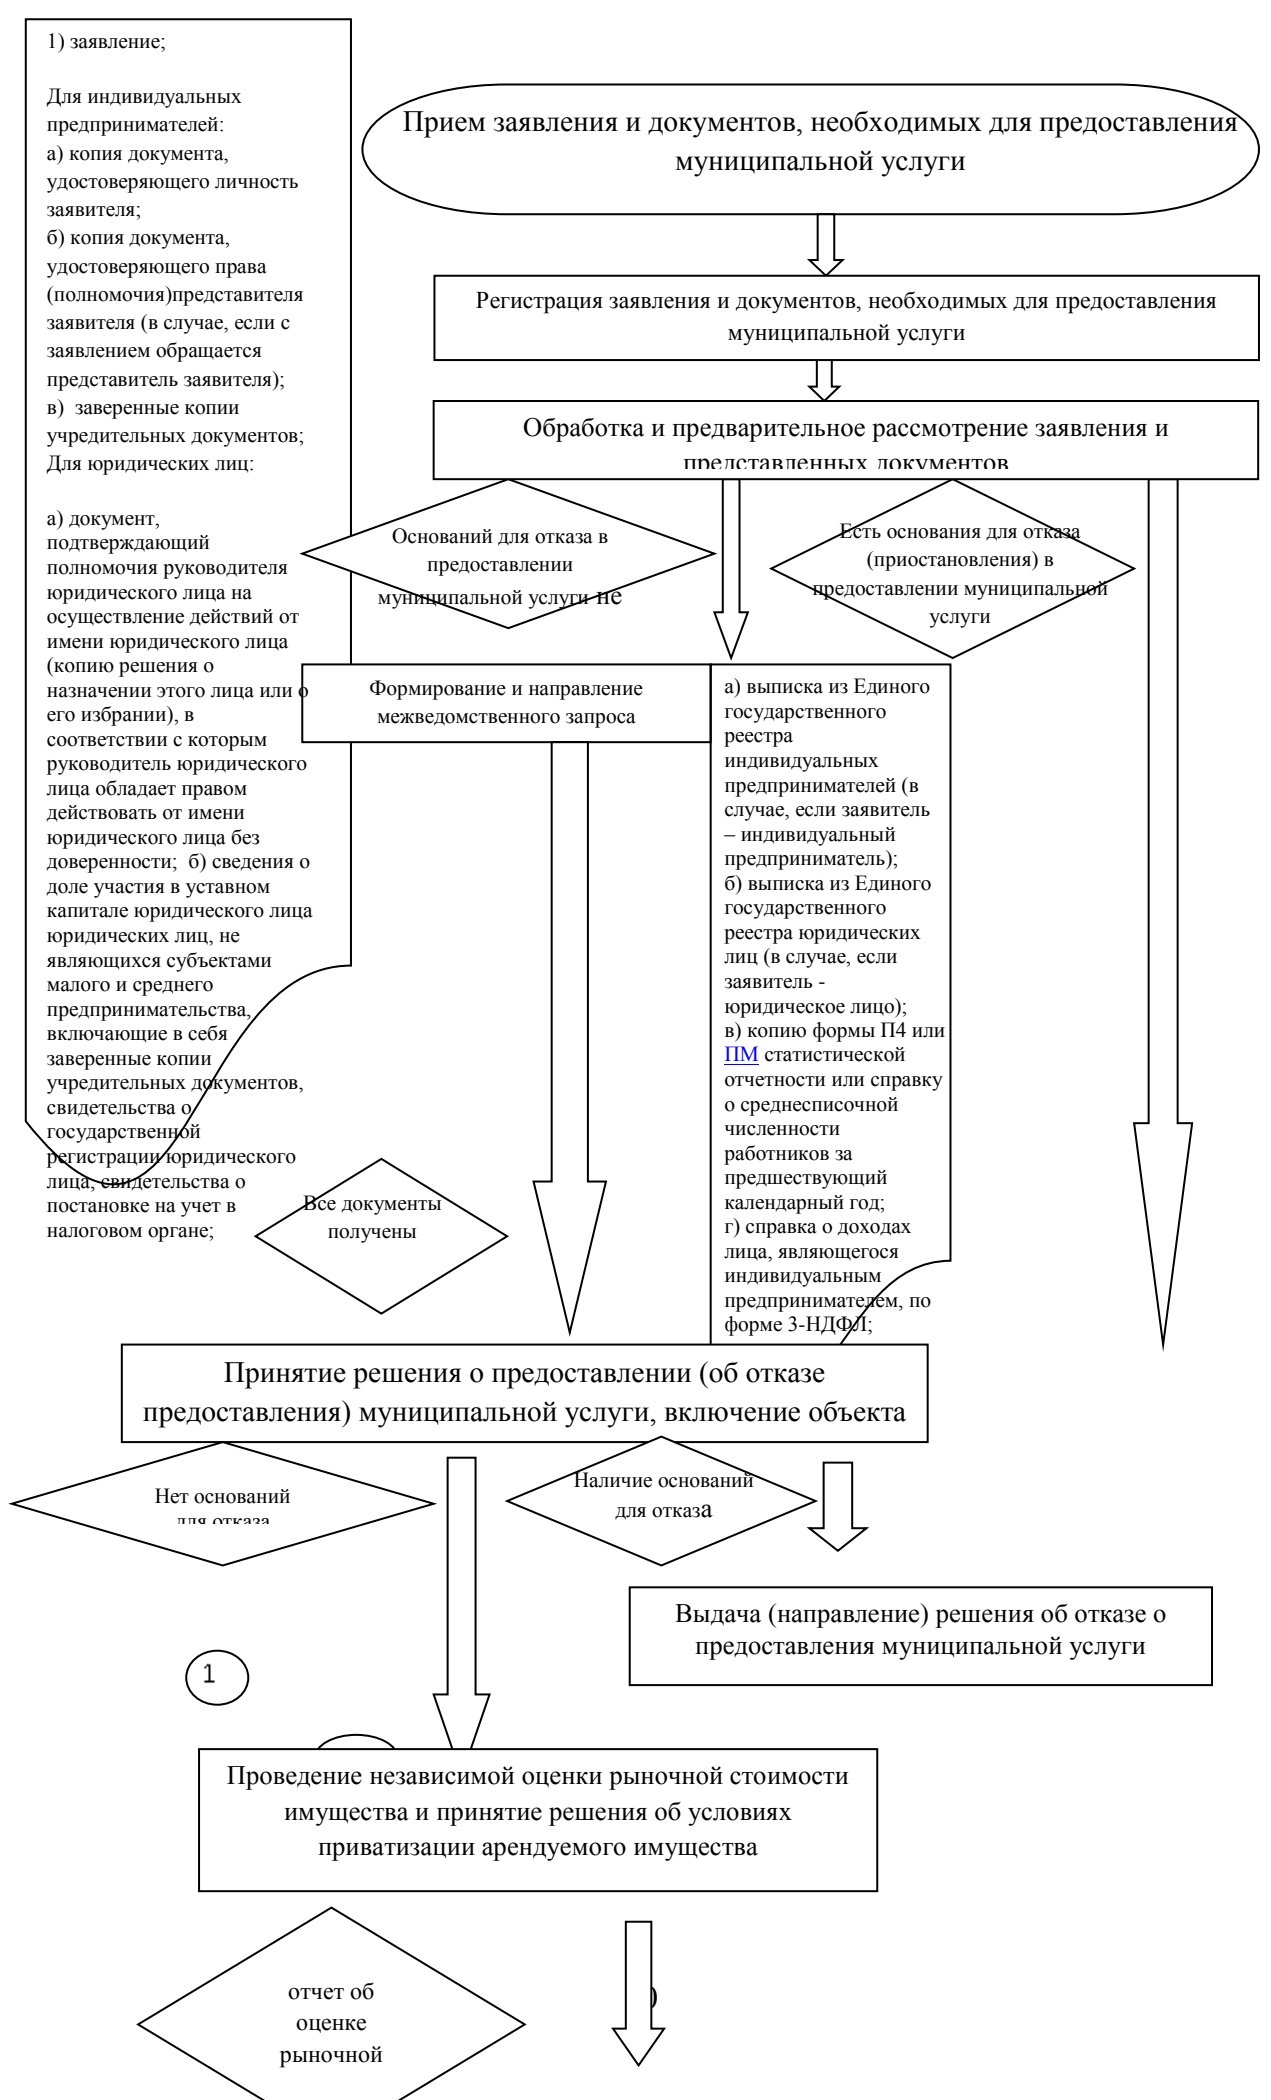 1) заявление;
Для индивидуальных
предпринимателей:
а) копия документа,
удостоверяющего личность
заявителя;
б) копия документа,
удостоверяющего права
(полномочия)представителя
заявителя (в случае, если с
заявлением обращается
представитель заявителя);
в) заверенные копии
учредительных документов;
Для юридических лиц:
а) документ,
подтверждающий
полномочия руководителя
юридического лица на
осуществление действий от
имени юридического лица
(копию решения о
назначении этого лица или о
его избрании), в
соответствии с которым
руководитель юридического
лица обладает правом
действовать от имени
юридического лица без
доверенности; б) сведения о
доле участия в уставном
капитале юридического лица
юридических лиц, не
являющихся субъектами
малого и среднего
предпринимательства,
включающие в себя
заверенные копии
учредительных документов,
свидетельства о
государственной
регистрации юридического
лица, свидетельства о
постановке на учет в
налоговом органе;
Прием заявления и документов, необходимых для предоставления
муниципальной услуги
Регистрация заявления и документов, необходимых для предоставления
муниципальной услуги
Обработка и предварительное рассмотрение заявления и
представленных документов
Оснований для отказа в
предоставлении
муниципальной услуги не
Есть основания для отказа
(приостановления) в
предоставлении муниципальной
услуги
Формирование и направление
межведомственного запроса
а) выписка из Единого
государственного
реестра
индивидуальных
предпринимателей (в
случае, если заявитель
– индивидуальный
предприниматель);
б) выписка из Единого
государственного
реестра юридических
лиц (в случае, если
заявитель -
юридическое лицо);
в) копию формы П4 или
ПМ статистической
отчетности или справку
о среднесписочной
численности
работников за
предшествующий
календарный год;
г) справка о доходах
лица, являющегося
индивидуальным
предпринимателем, по
форме 3-НДФЛ;
Все документы
получены
Принятие решения о предоставлении (об отказе
предоставления) муниципальной услуги, включение объекта
Нет оснований
для отказа
Наличие оснований
для отказа
Выдача (направление) решения об отказе о
предоставления муниципальной услуги
1
Проведение независимой оценки рыночной стоимости
имущества и принятие решения об условиях
приватизации арендуемого имущества
отчет об
оценке
рыночной